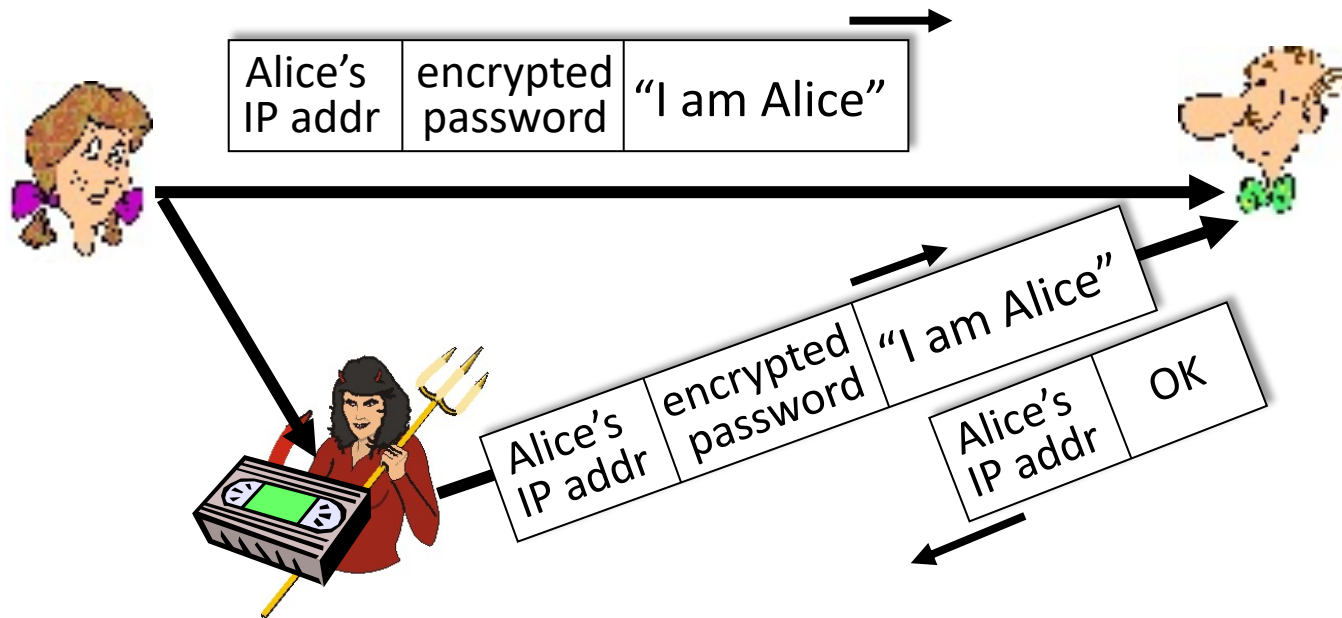 Alice's
IP addr
encrypted
password
“I am Alice”
Alice's
IP addr
encrypted
password
“I am Alice”
Alice's
IP addr
OK